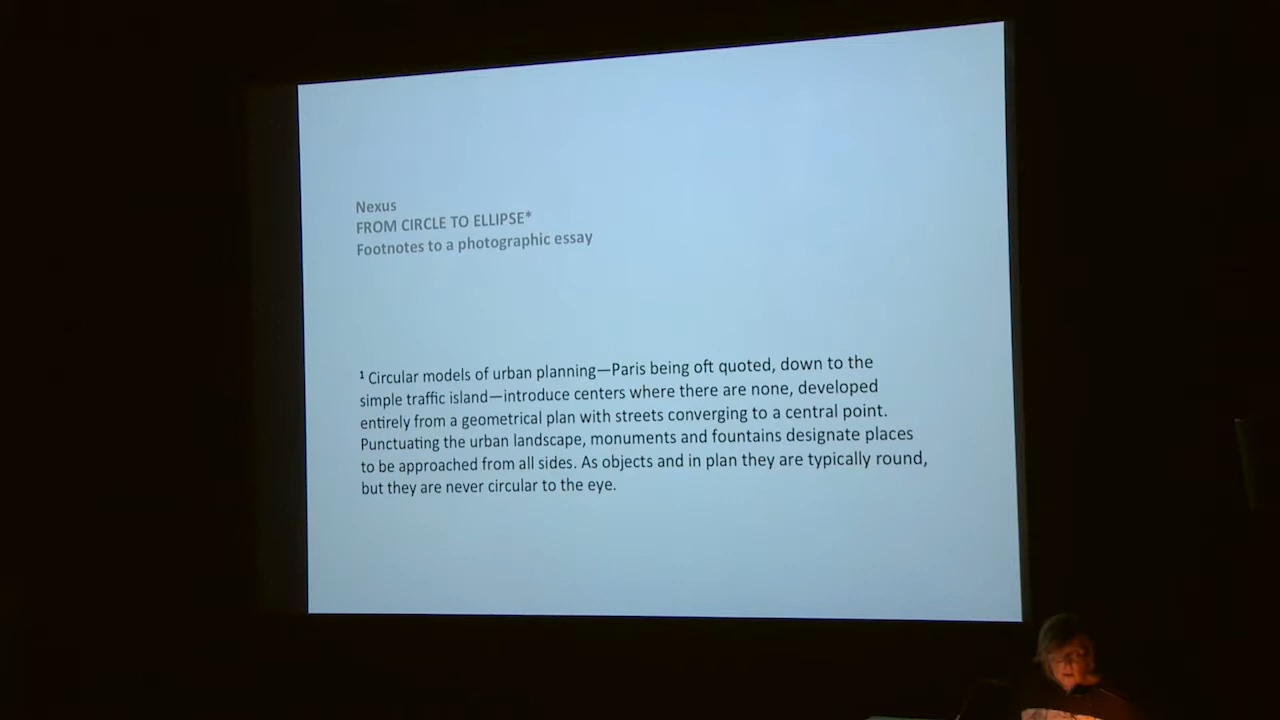 Nexus
FROM CIRCLE TO ELLIPSE*
Footnotes to a photographic essay
¹ Circular models of urban planning—Paris being oft quoted, down to the
simple traffic island—introduce centers where there are none, developed
entirely from a geometrical plan with streets converging to a central point.
Punctuating the urban landscape, monuments and fountains designate places
to be approached from all sides. As objects and in plan they are typically round,
but they are never circular to the eye.